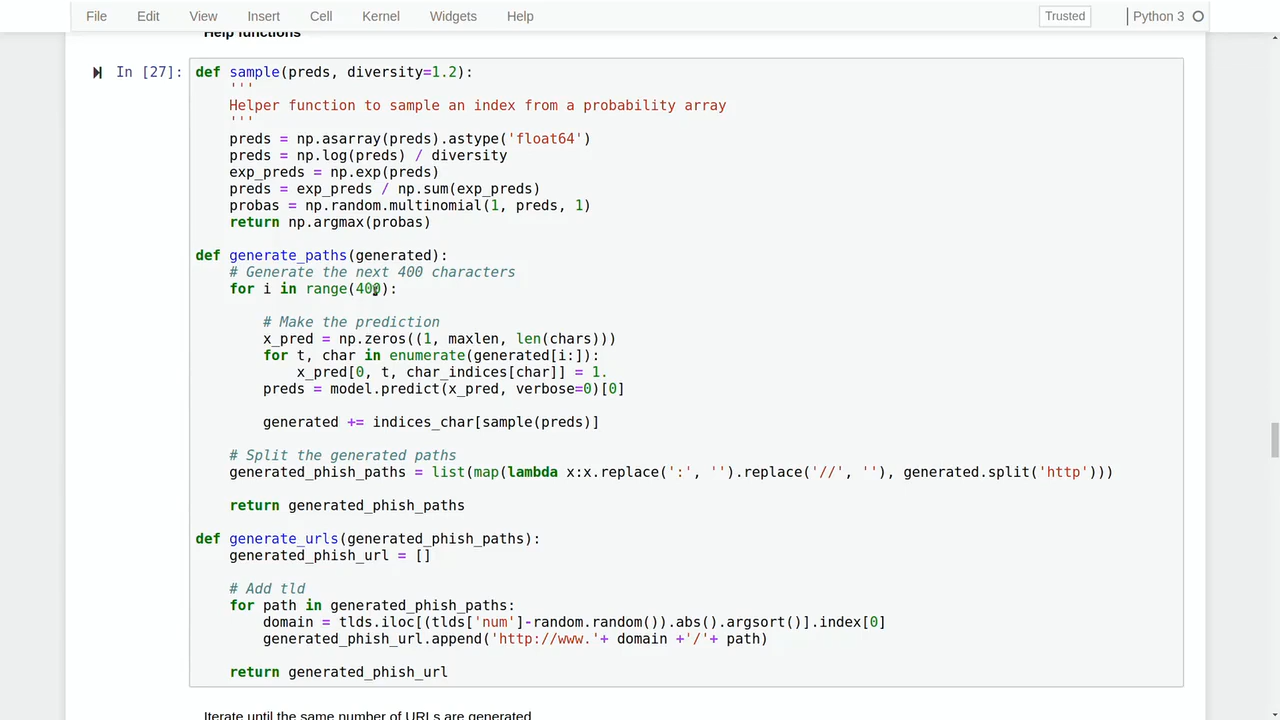 File Edit View Insert Cell Kernel Widgets Help Trusted Python 3
Help functions
In [27]:
def sample(preds, diversity=1.2):
    '''
    Helper function to sample an index from a probability array
    '''
    preds = np.asarray(preds).astype('float64')
    preds = np.log(preds) / diversity
    exp_preds = np.exp(preds)
    preds = exp_preds / np.sum(exp_preds)
    probas = np.random.multinomial(1, preds, 1)
    return np.argmax(probas)
def generate_paths(generated):
    # Generate the next 400 characters
    for i in range(400):
        # Make the prediction
        x_pred = np.zeros((1, maxlen, len(chars)))
        for t, char in enumerate(generated[i:]):
            x_pred[0, t, char_indices[char]] = 1.
        preds = model.predict(x_pred, verbose=0)[0]
        generated += indices_char[sample(preds)]
    # Split the generated paths
    generated_phish_paths = list(map(lambda x:x.replace(':', '').replace('//', ''), generated.split('http')))
    return generated_phish_paths
def generate_urls(generated_phish_paths):
    generated_phish_url = []
    # Add tld
    for path in generated_phish_paths:
        domain = tlds.iloc[(tlds['num']-random.random()).abs().argsort()].index[0]
        generated_phish_url.append('http://www.'+ domain +'/'+ path)
    return generated_phish_url
Iterate until the same number of URLs are generated